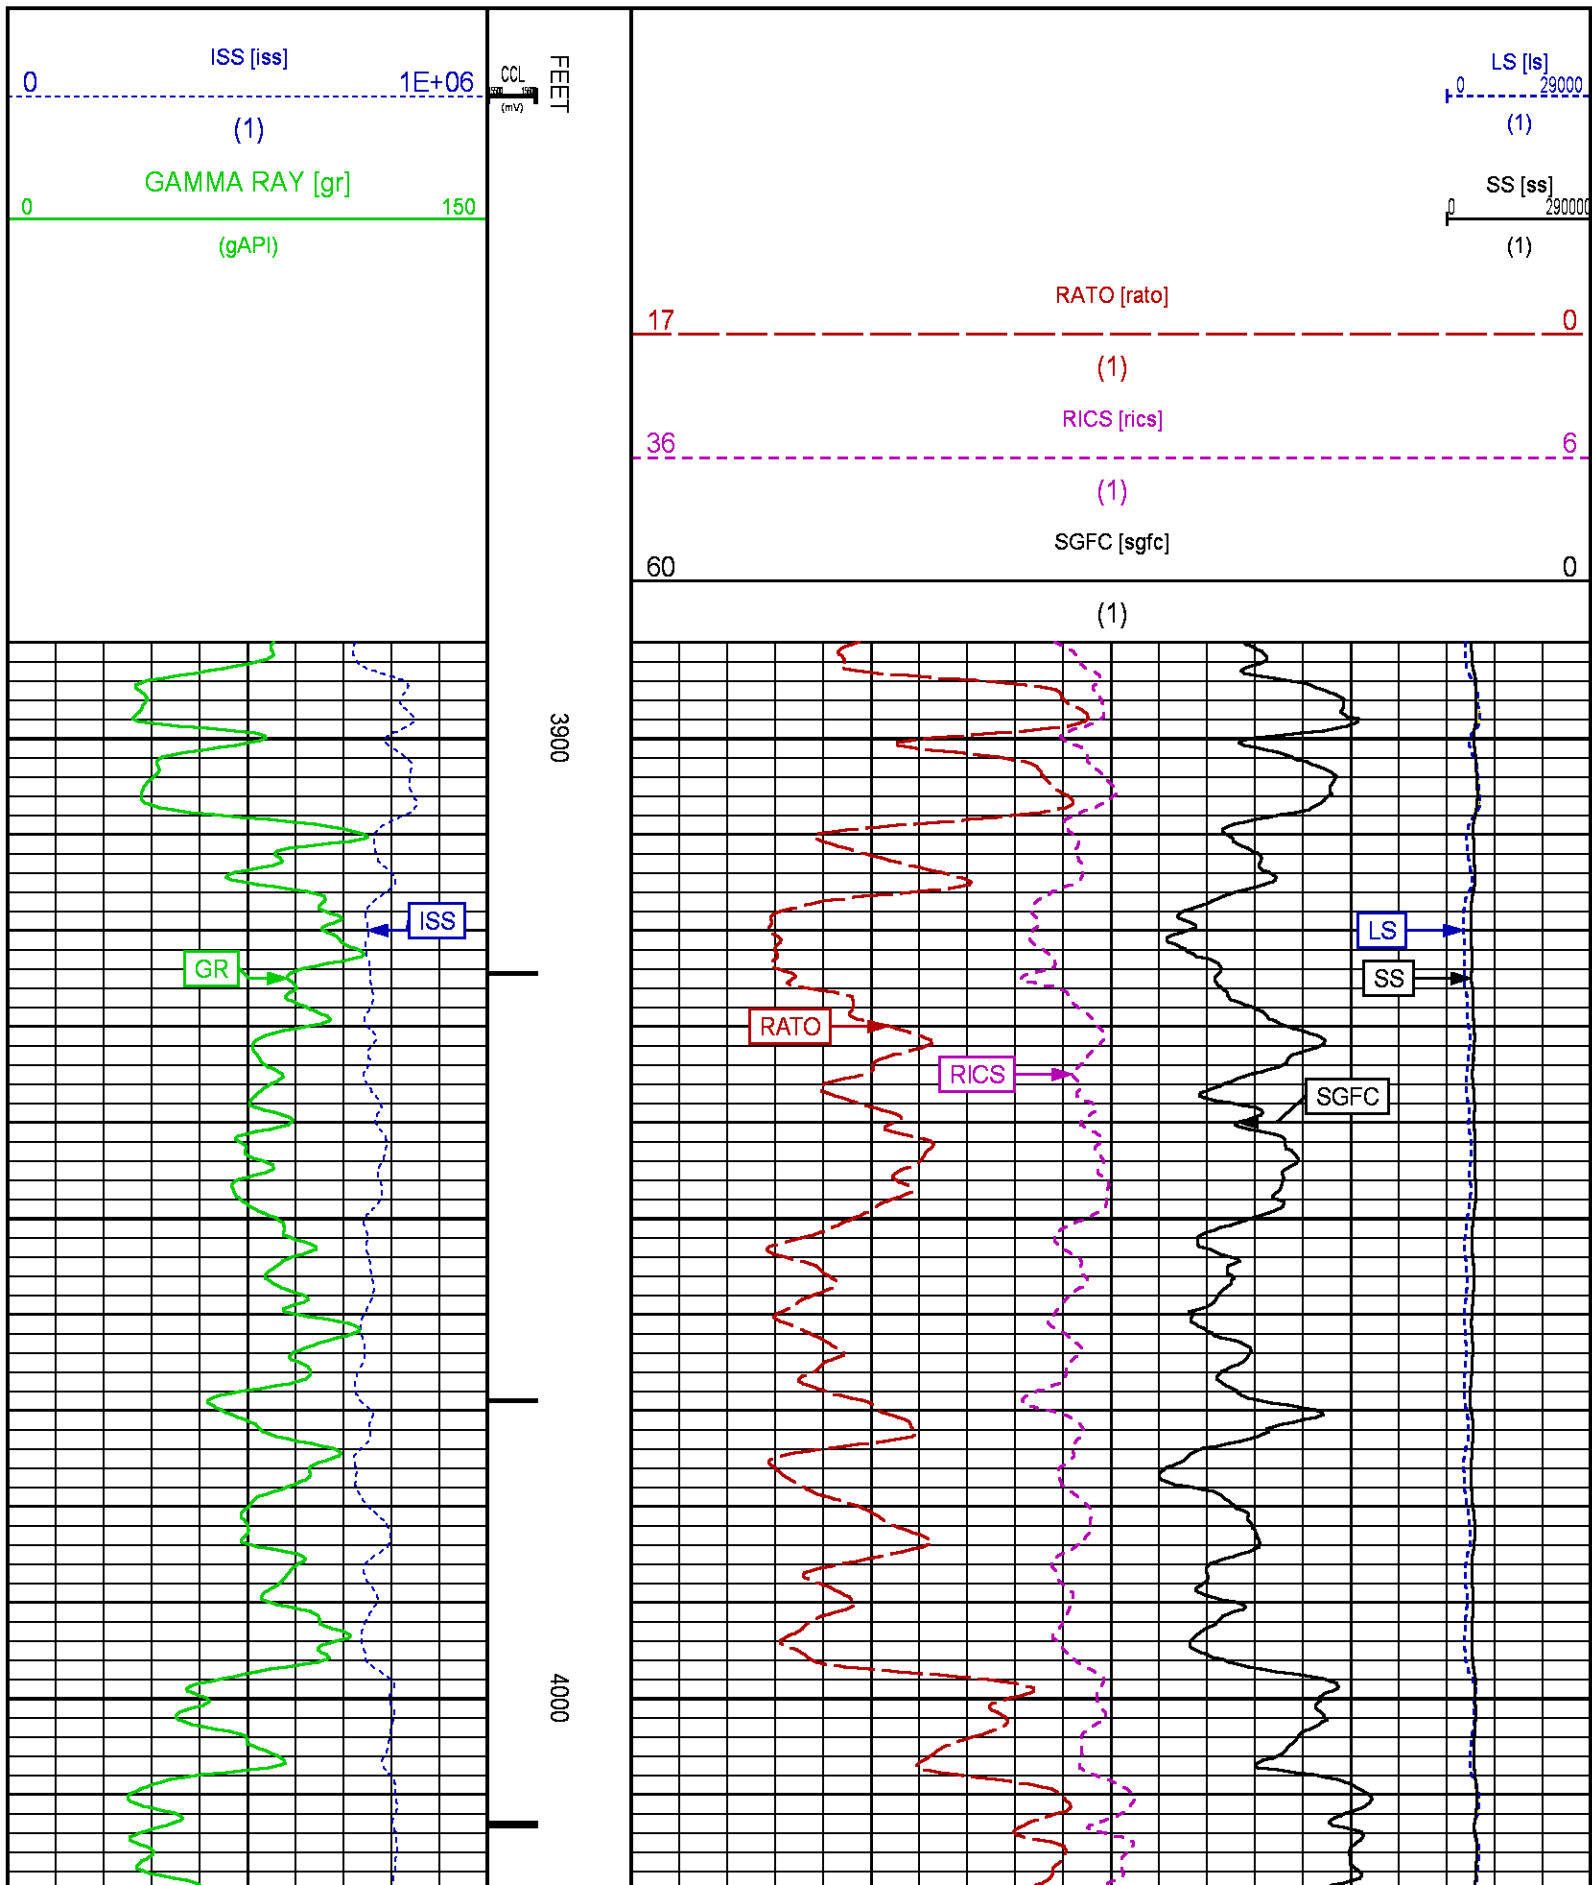 ISS [iss]
0 1E+06
(1)
GAMMA RAY [gr]
0 150
(gAPI)
CCL
(mV)
FEET
LS [ls]
0 29000
(1)
SS [ss]
0 290000
(1)
RATO [rato]
17 0
(1)
RICS [rics]
36 6
(1)
SGFC [sgfc]
60 0
(1)
3900
ISS
LS
GR
SS
RATO
RICS
SGFC
4000